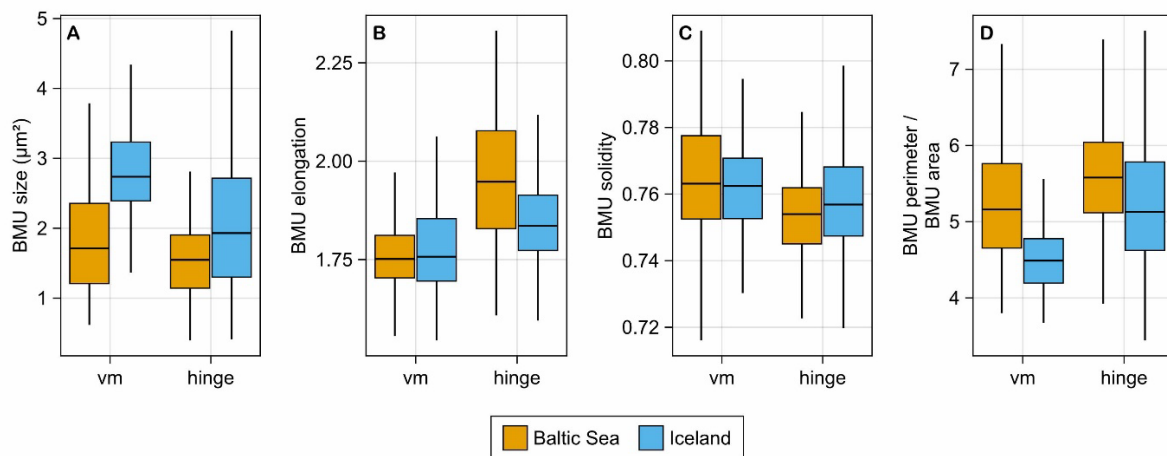 A
BMU size (µm²)
5
4
3
2
1
vm hinge
B
BMU elongation
2.25
2.00
1.75
vm hinge
C
BMU solidity
0.80
0.78
0.76
0.74
0.72
vm hinge
D
BMU perimeter /
BMU area
7
6
5
4
vm hinge
Baltic Sea Iceland